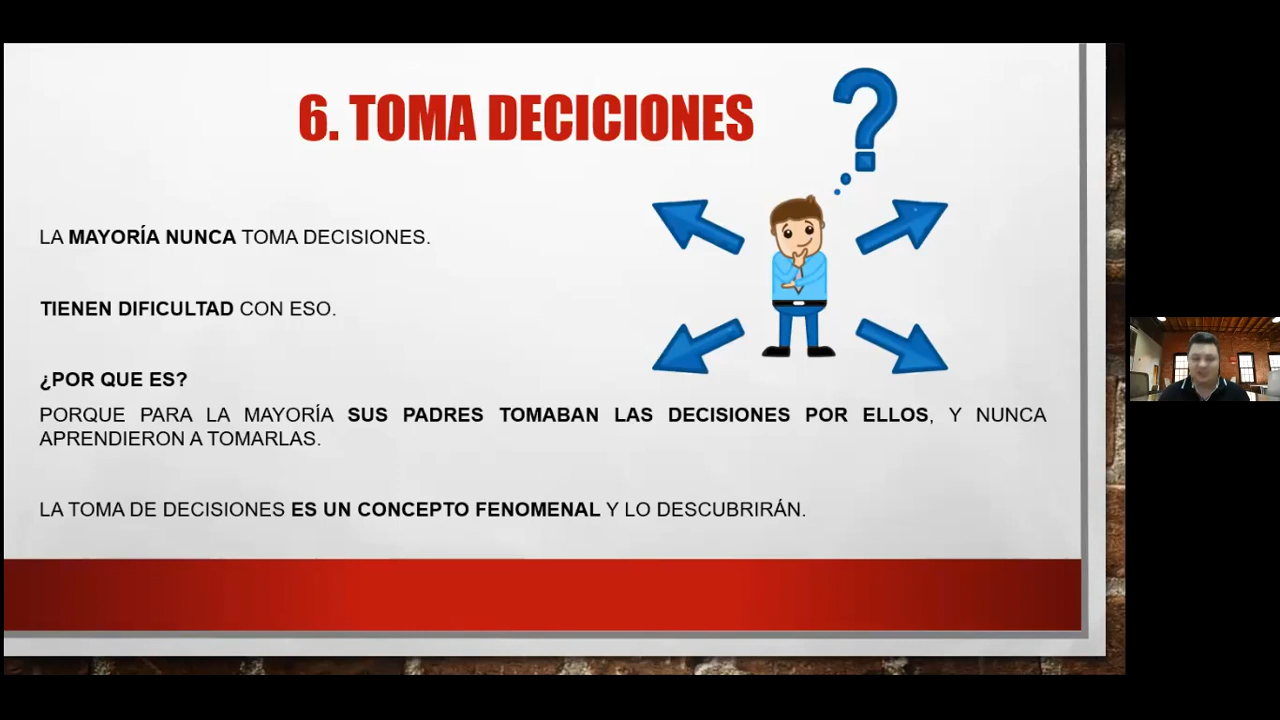 6. TOMA DECICIONES
?
LA MAYORÍA NUNCA TOMA DECISIONES.
TIENEN DIFICULTAD CON ESO.
¿POR QUE ES?
PORQUE PARA LA MAYORÍA SUS PADRES TOMABAN LAS DECISIONES POR ELLOS, Y NUNCA
APRENDIERON A TOMARLAS.
LA TOMA DE DECISIONES ES UN CONCEPTO FENOMENAL Y LO DESCUBRIRÁN.